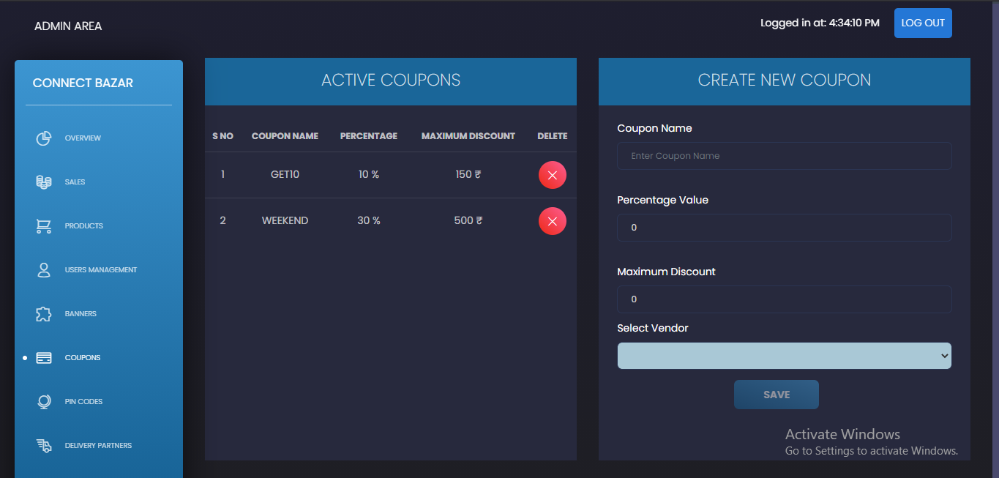 ADMIN AREA
Logged in at: 4:34:10 PM
LOG OUT
CONNECT BAZAR
OVERVIEW
SALES
PRODUCTS
USERS MANAGEMENT
BANNERS
COUPONS
PIN CODES
DELIVERY PARTNERS
ACTIVE COUPONS
S NO COUPON NAME PERCENTAGE MAXIMUM DISCOUNT DELETE
1 GET10 10 % 150 ₹
2 WEEKEND 30 % 500 ₹
CREATE NEW COUPON
Coupon Name
Enter Coupon Name
Percentage Value
0
Maximum Discount
0
Select Vendor
SAVE
Activate Windows
Go to Settings to activate Windows.